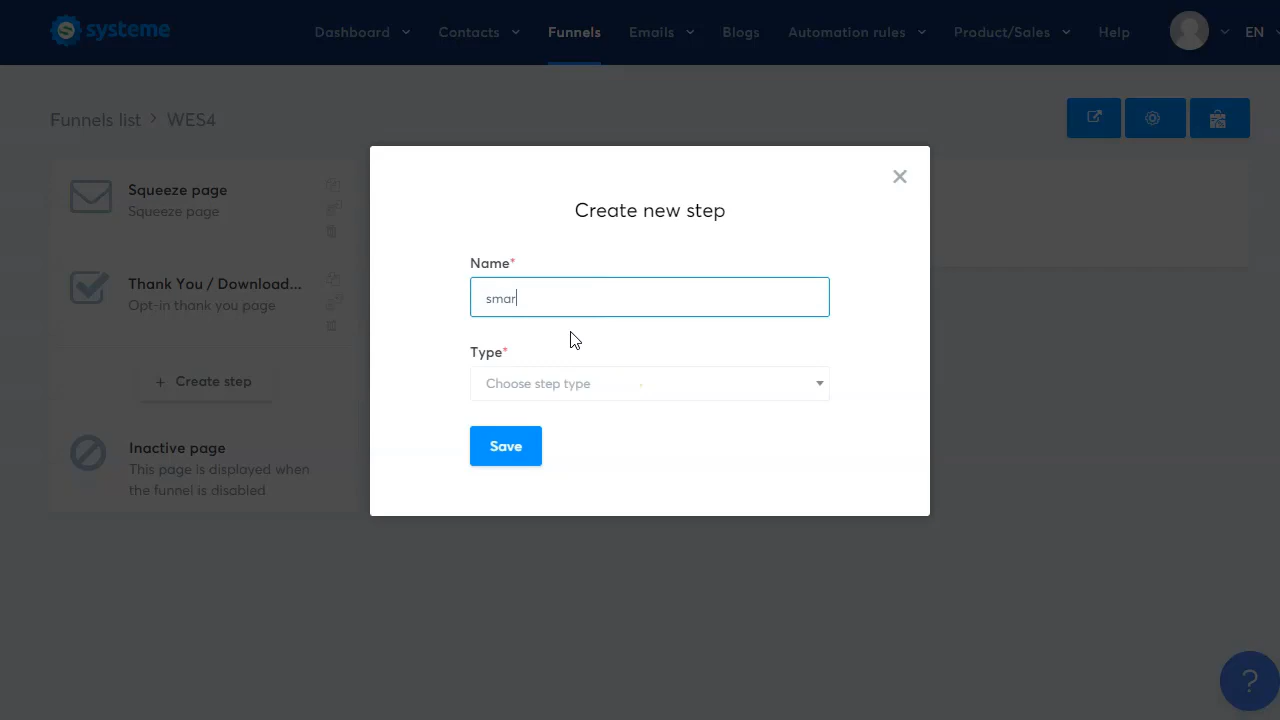 systeme
Dashboard Contacts Funnels Emails Blogs Automation rules Product/Sales Help EN
Funnels list > WES4
Squeeze page
Squeeze page
Thank You / Download...
Opt-in thank you page
+ Create step
Inactive page
This page is displayed when
the funnel is disabled
Create new step
Name*
smar
Type*
Choose step type
Save
?